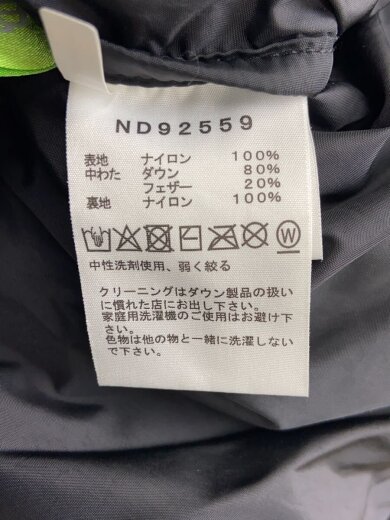 ND92559
表地 ナイロン 100%
中わた ダウン 80%
フェザー 20%
裏地 ナイロン 100%
W
中性洗剤使用、弱く絞る
クリーニングはダウン製品の扱い
に慣れた店にお出し下さい。
家庭用洗濯機のご使用はお避け下
さい。
色物は他の物と一緒に洗濯しない
で下さい。